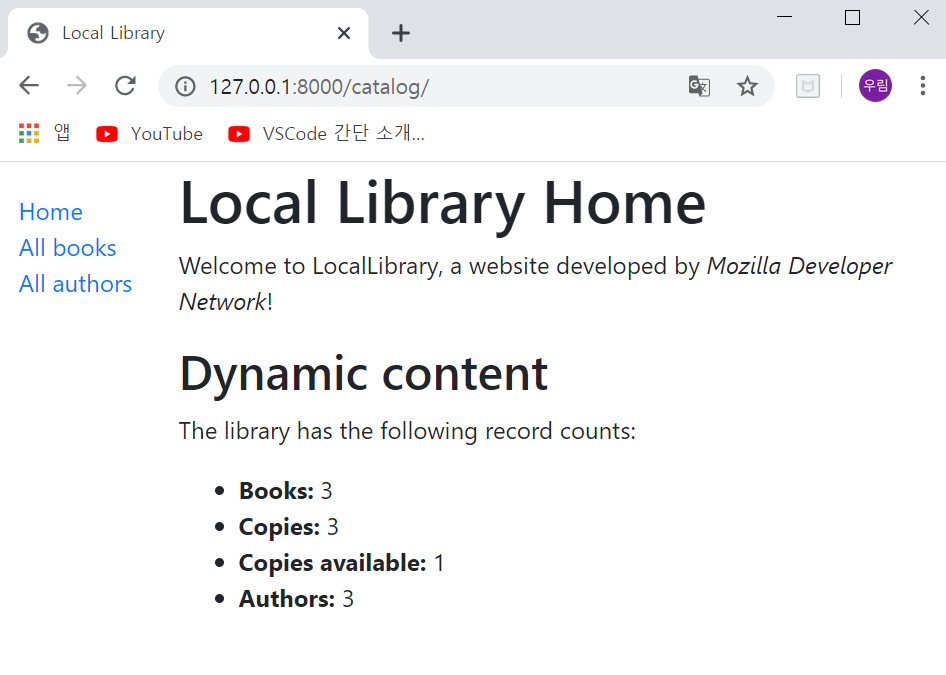 Local Library
127.0.0.1:8000/catalog/
우림
앱
YouTube
VSCode 간단 소개...
Home
All books
All authors
Local Library Home
Welcome to LocalLibrary, a website developed by Mozilla Developer
Network!
Dynamic content
The library has the following record counts:
Books: 3
Copies: 3
Copies available: 1
Authors: 3